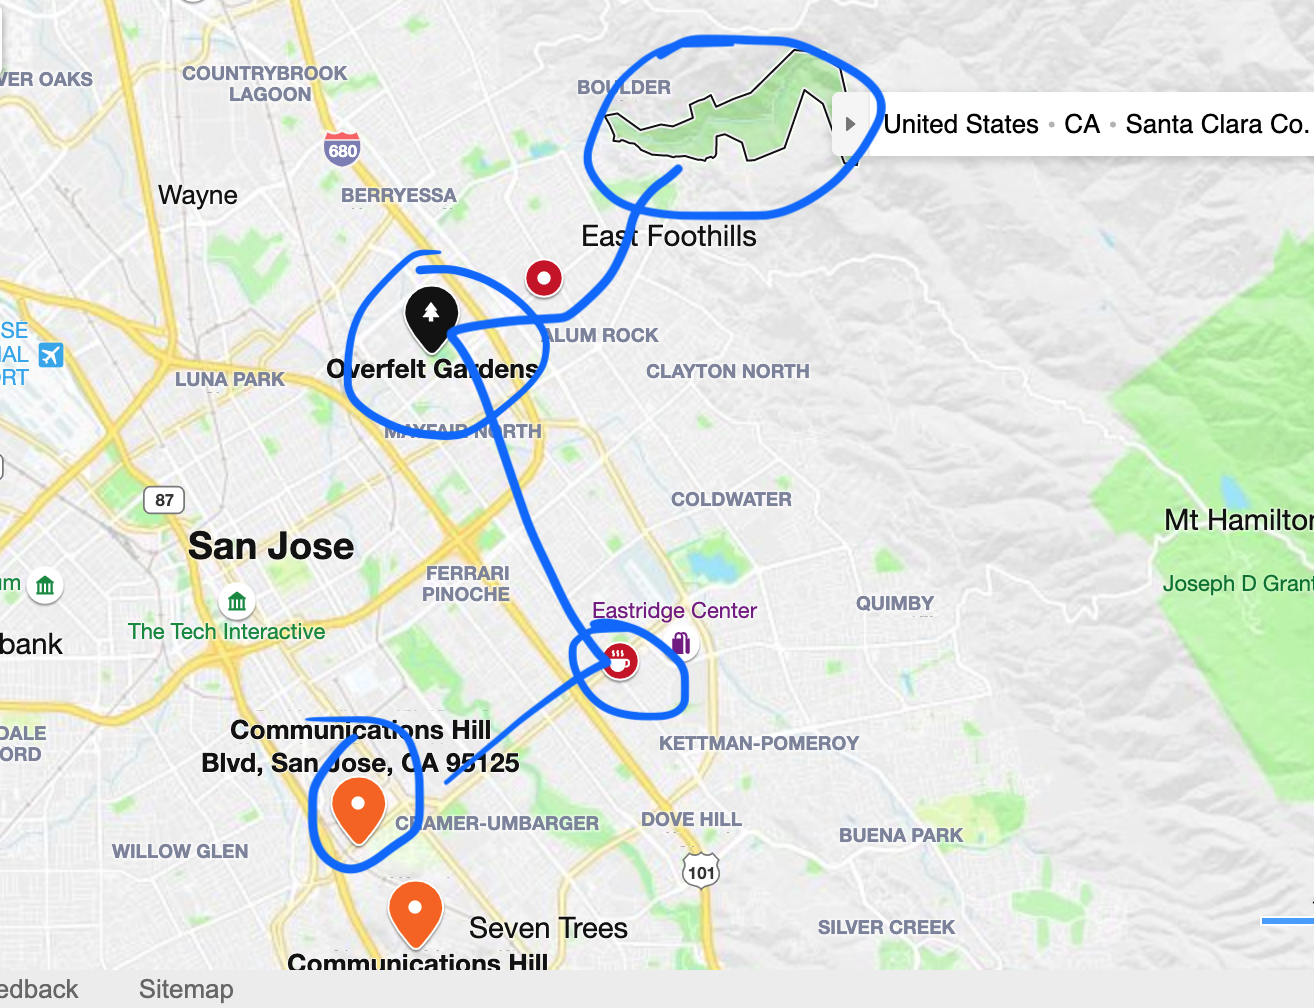 VER OAKS
COUNTRYBROOK
LAGOON
BOULDER
United States • CA • Santa Clara Co.
680
Wayne
BERRYESSA
East Foothills
SE
AL
RT
ALUM ROCK
Overfelt Gardens
LUNA PARK
CLAYTON NORTH
MAYFAIR NORTH
87
COLDWATER
San Jose
Mt Hamilton
FERRARI
PINOCHE
Joseph D Grant
um
Eastridge Center
QUIMBY
The Tech Interactive
bank
Communications Hill
Blvd, San Jose, CA 95125
DALE
ORD
KETTMAN-POMEROY
CRAMER-UMBARGER
DOVE HILL
BUENA PARK
WILLOW GLEN
101
Seven Trees
SILVER CREEK
Communications Hill
edback
Sitemap